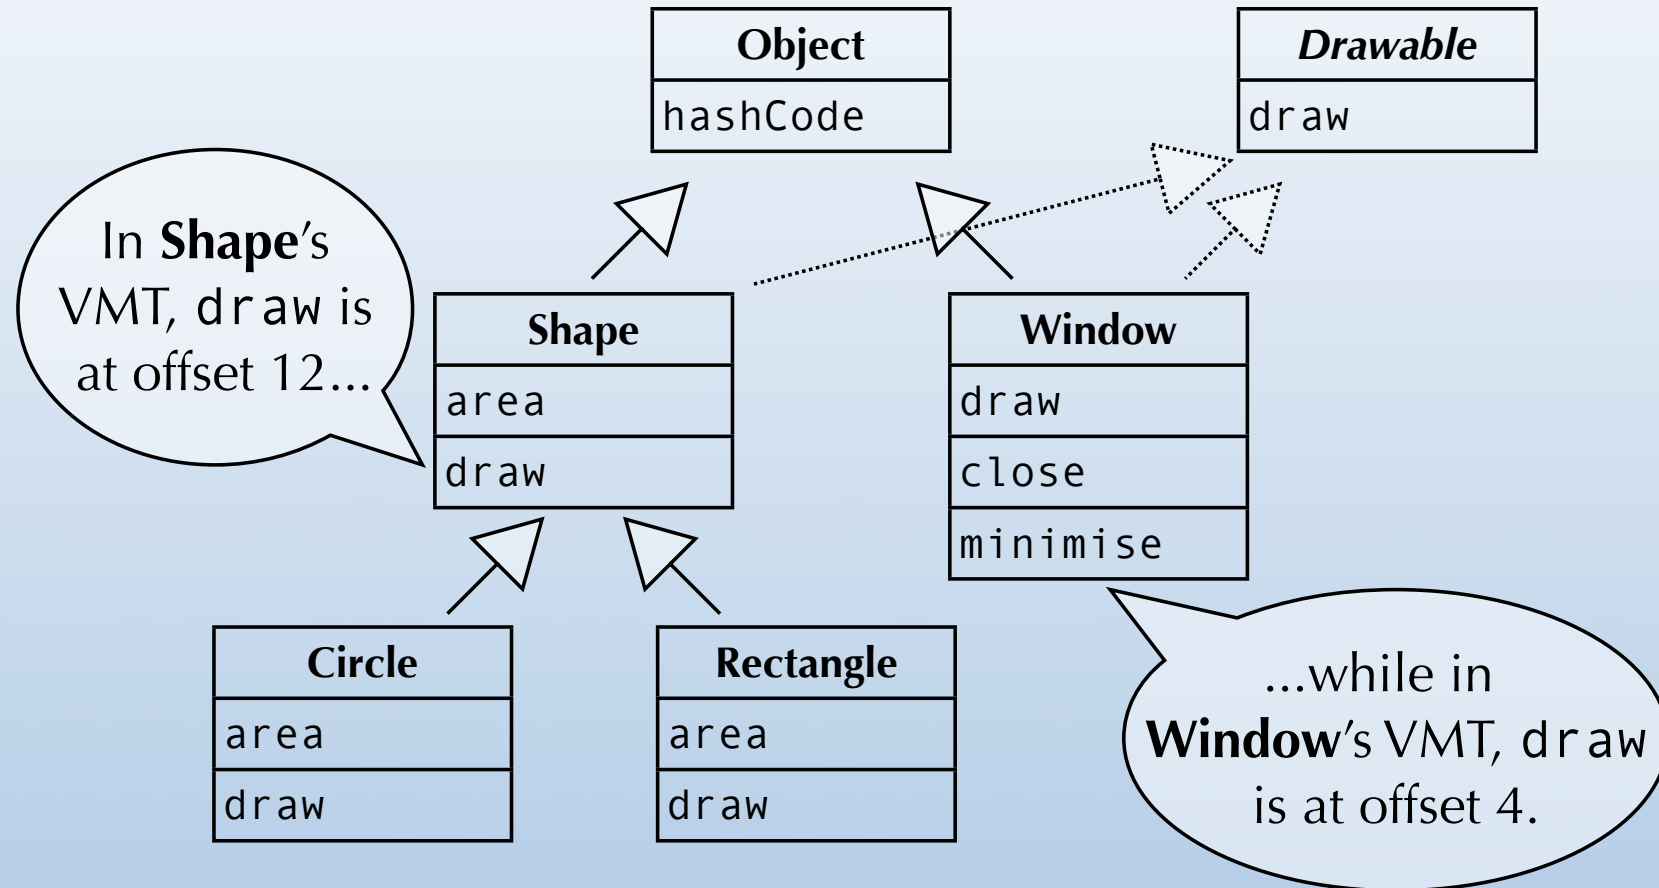 Object
hashCode
Drawable
draw
In Shape's
VMT, draw is
at offset 12...
Shape
area
draw
Window
draw
close
minimise
Circle
area
draw
Rectangle
area
draw
...while in
Window's VMT, draw
is at offset 4.